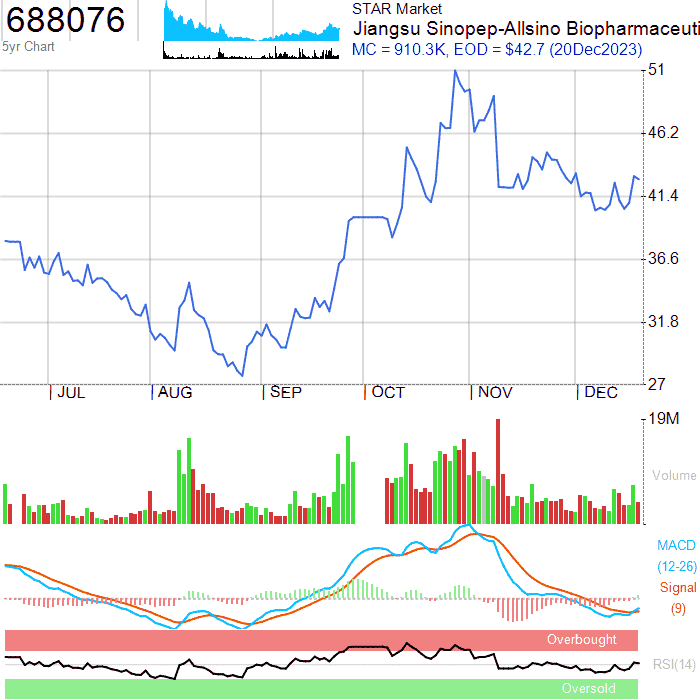 688076
5yr Chart
STAR Market
Jiangsu Sinopep-Allsino Biopharmaceuti
MC = 910.3K, EOD = $42.7 (20Dec2023)
51
46.2
41.4
36.6
31.8
27
JUL AUG SEP OCT NOV DEC
19M
Volume
MACD
(12-26)
Signal
(9)
Overbought
RSI(14)
Oversold